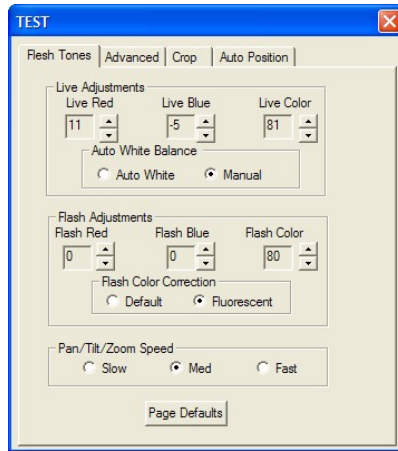 TEST
Flesh Tones Advanced Crop Auto Position
Live Adjustments
Live Red Live Blue Live Color
11 -5 81
Auto White Balance
Auto White Manual
Flash Adjustments
Flash Red Flash Blue Flash Color
0 0 80
Flash Color Correction
Default Fluorescent
Pan/Tilt/Zoom Speed
Slow Med Fast
Page Defaults